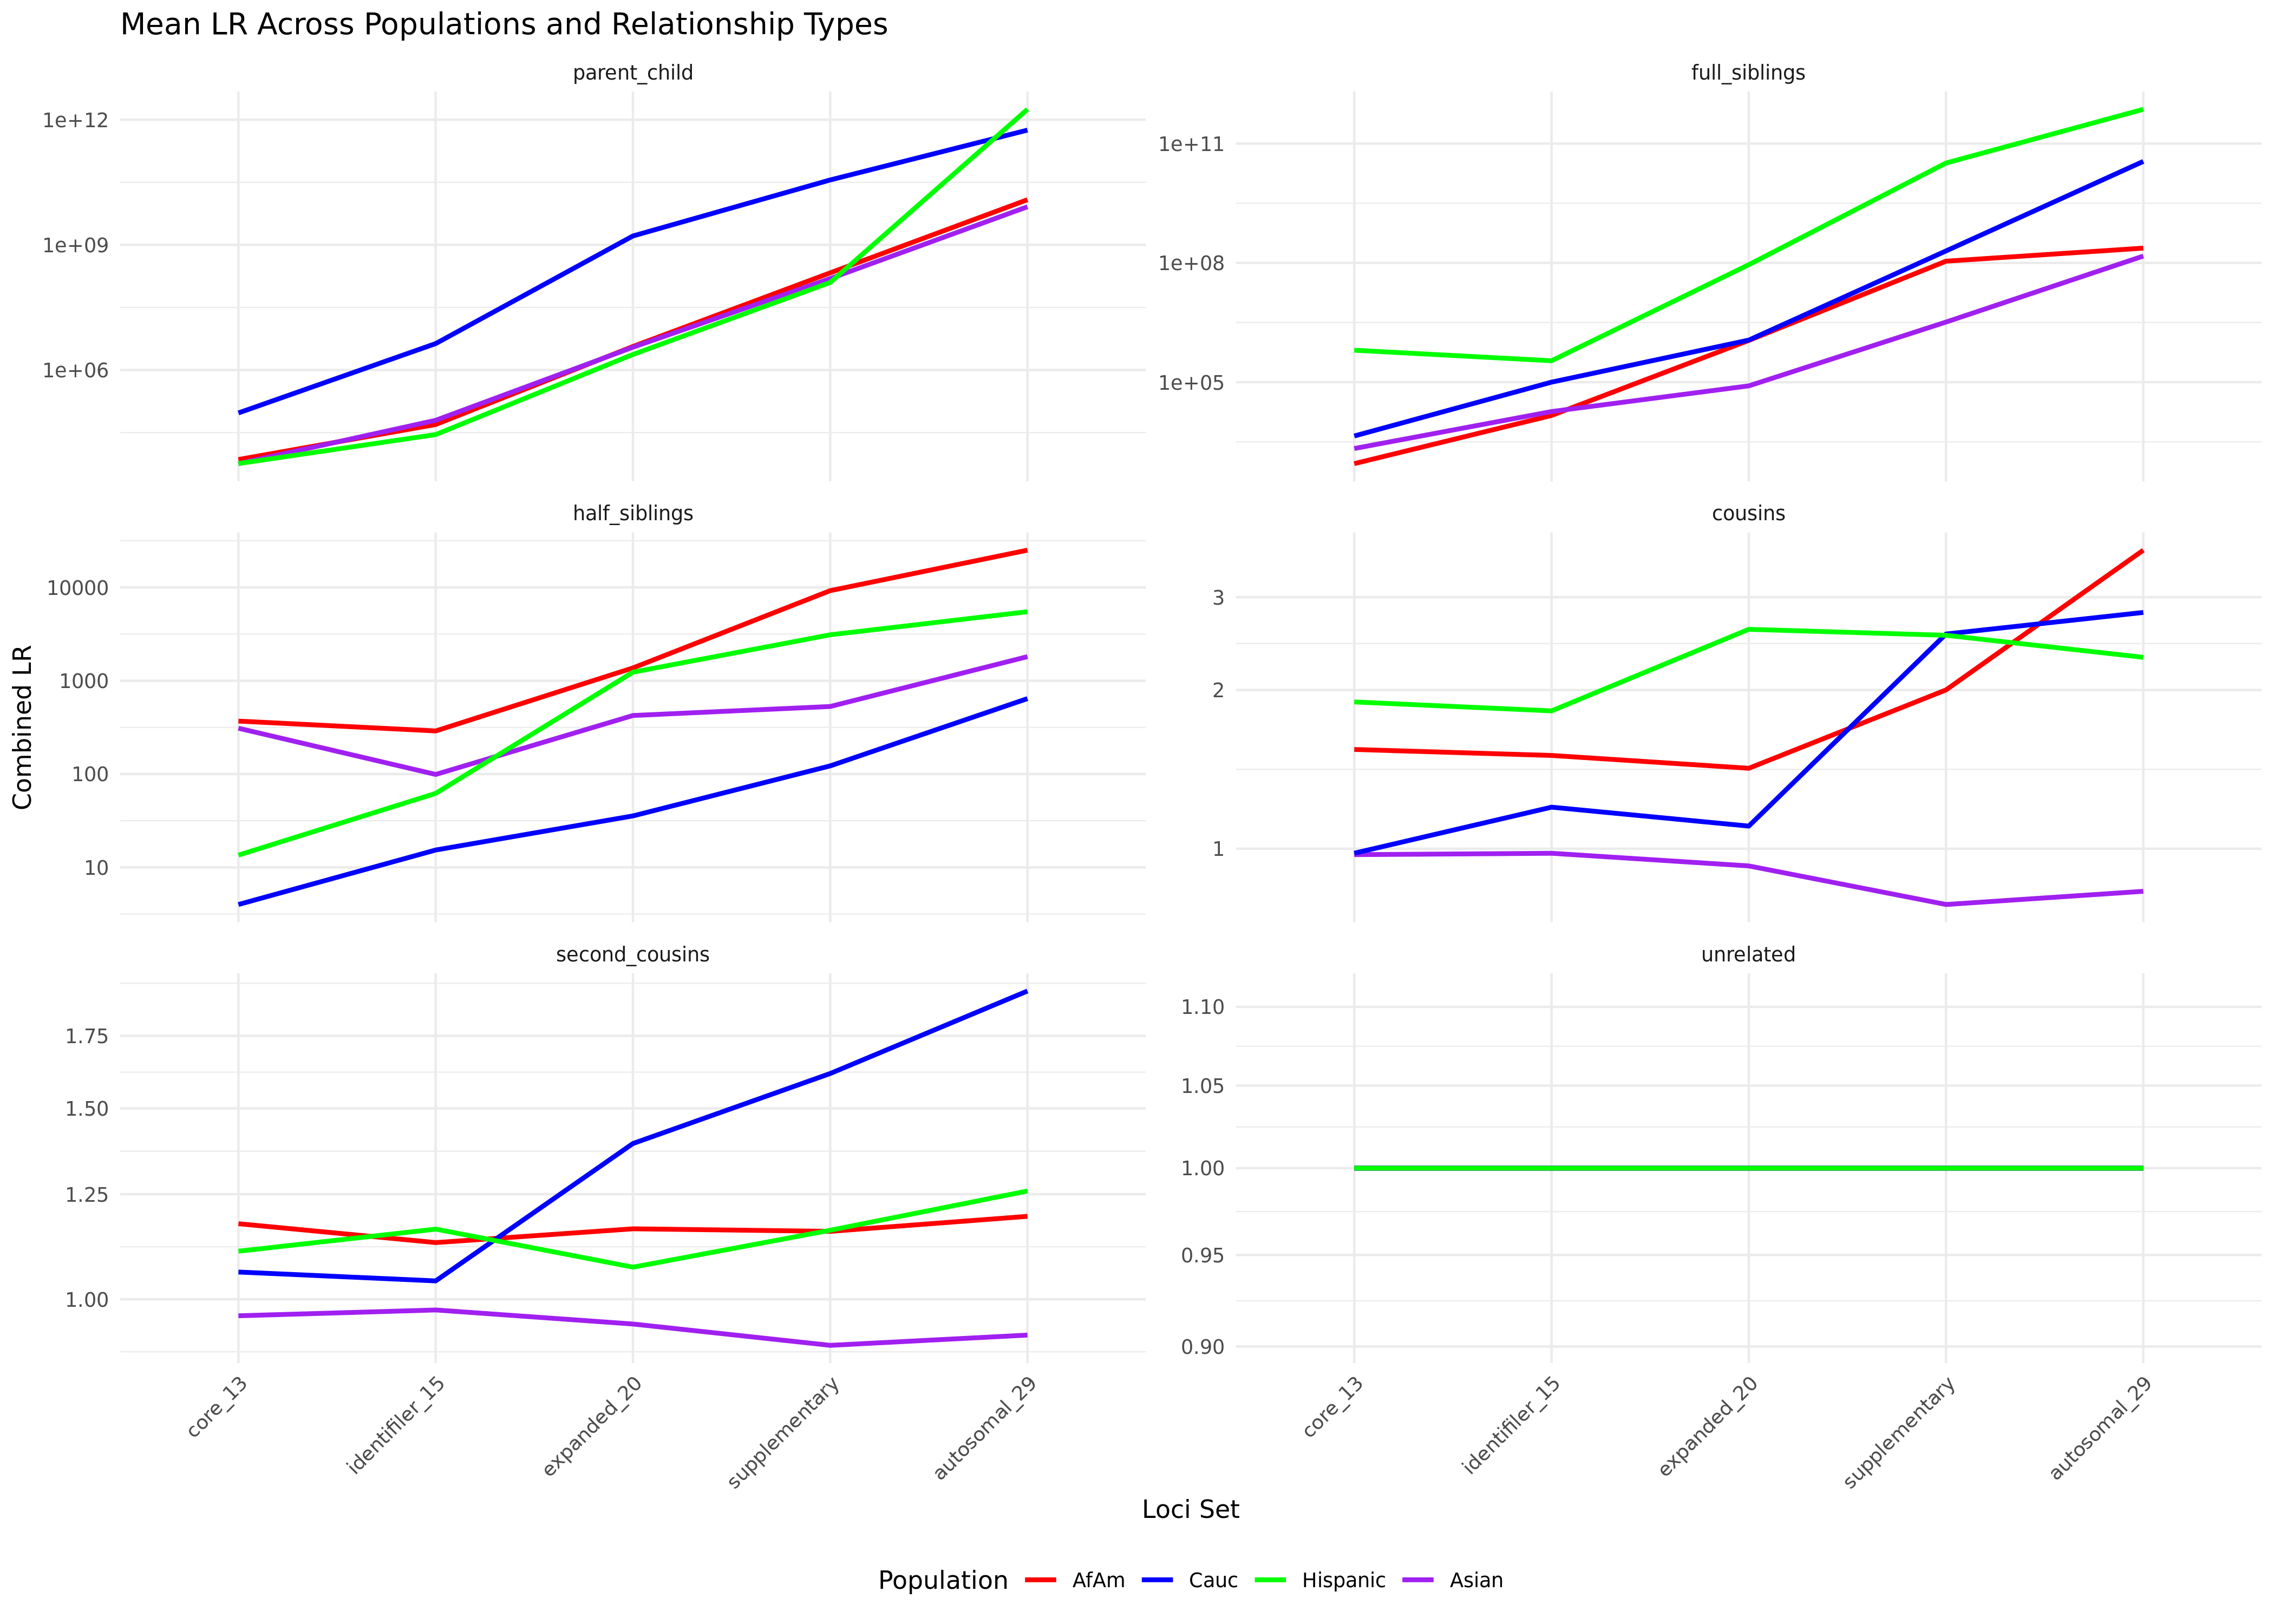 Mean LR Across Populations and Relationship Types
parent_child
full_siblings
1e+12
1e+09
1e+06
1e+11
1e+08
1e+05
half_siblings
cousins
10000
1000
100
10
3
2
1
Combined LR
second_cousins
unrelated
1.75
1.50
1.25
1.00
1.10
1.05
1.00
0.95
0.90
core_13
identifiler_15
expanded_20
supplementary
autosomal_29
core_13
identifiler_15
expanded_20
supplementary
autosomal_29
Loci Set
Population AfAm Cauc Hispanic Asian